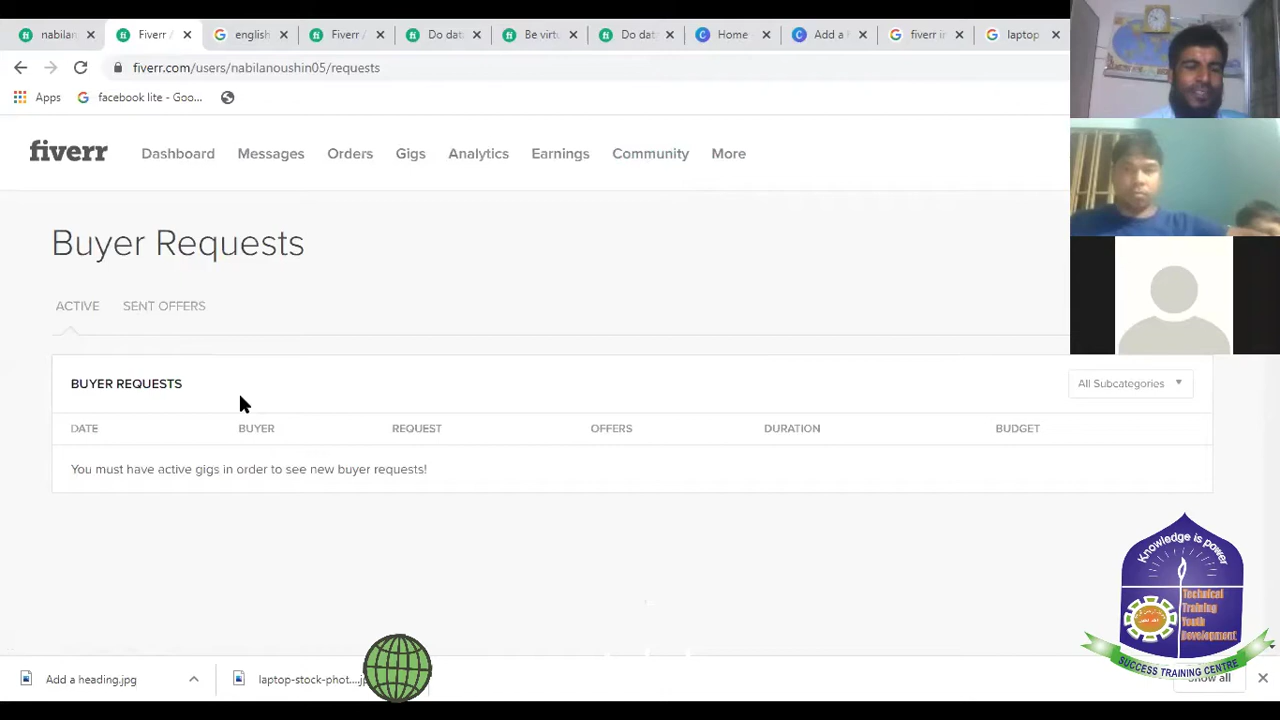 nabilan
Fiverr /
english
Fiverr /
Do dat
Be virtu
Do dat
Home
Add a
fiverr in
laptop
fiverr.com/users/nabilanoushin05/requests
Apps
facebook lite - Goo...
fiverr
Dashboard
Messages
Orders
Gigs
Analytics
Earnings
Community
More
Buyer Requests
ACTIVE
SENT OFFERS
BUYER REQUESTS
All Subcategories
DATE
BUYER
REQUEST
OFFERS
DURATION
BUDGET
You must have active gigs in order to see new buyer requests!
Knowledge is power
Technical
Training
Youth
Development
SUCCESS TRAINING CENTRE
Add a heading.jpg
laptop-stock-phot....j
Show all